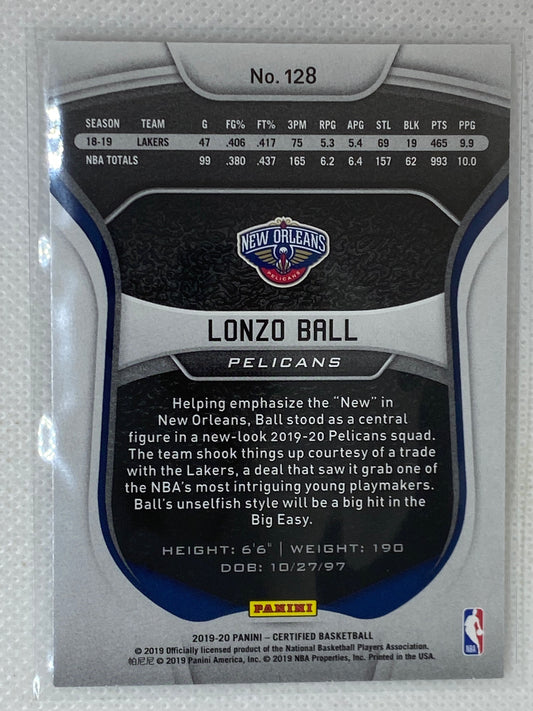 No. 128
SEASON TEAM G FG% FT% 3PM RPG APG STL BLK PTS PPG
18-19 LAKERS 47 .406 .417 75 5.3 5.4 69 19 465 9.9
NBA TOTALS 99 .380 .437 165 6.2 6.4 157 62 993 10.0
NEW ORLEANS
PELICANS
LONZO BALL
PELICANS
Helping emphasize the “New” in
New Orleans, Ball stood as a central
figure in a new-look 2019-20 Pelicans squad.
The team shook things up courtesy of a trade
with the Lakers, a deal that saw it grab one of
the NBA's most intriguing young playmakers.
Ball's unselfish style will be a big hit in the
Big Easy.
HEIGHT: 6'6" | WEIGHT: 190
DOB: 10/27/97
PANINI
2019-20 PANINI – CERTIFIED BASKETBALL
© 2019 Officially licensed product of the National Basketball Players Association.
帕尼尼 © 2019 Panini America, Inc. © 2019 NBA Properties, Inc. Printed in the USA.
NBA